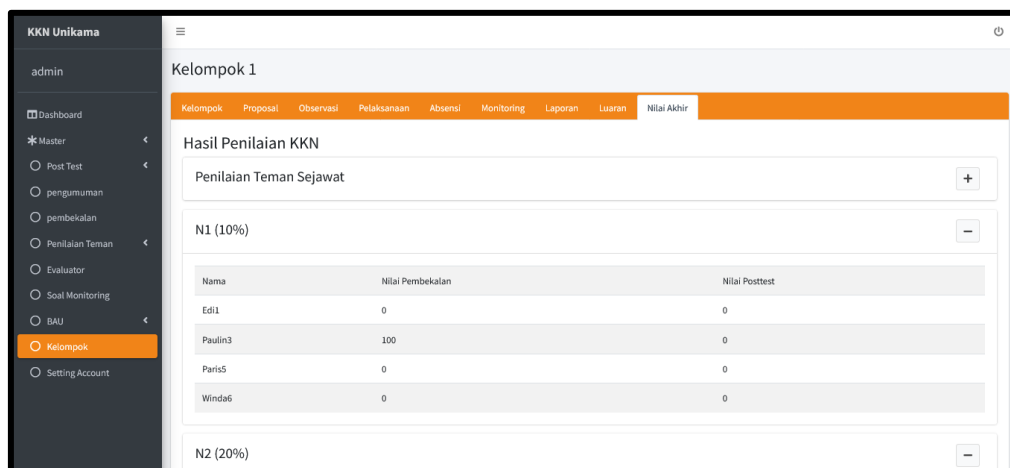 KKN Unikama
admin
Dashboard
Master
Post Test
pengumuman
pembekalan
Penilaian Teman
Evaluator
Soal Monitoring
BAU
Kelompok
Setting Account
Kelompok 1
Kelompok Proposal Observasi Pelaksanaan Absensi Monitoring Laporan Luaran Nilai Akhir
Hasil Penilaian KKN
Penilaian Teman Sejawat
N1 (10%)
Nama Nilai Pembekalan Nilai Posttest
Edi1 0 0
Paulin3 100 0
Paris5 0 0
Winda6 0 0
N2 (20%)